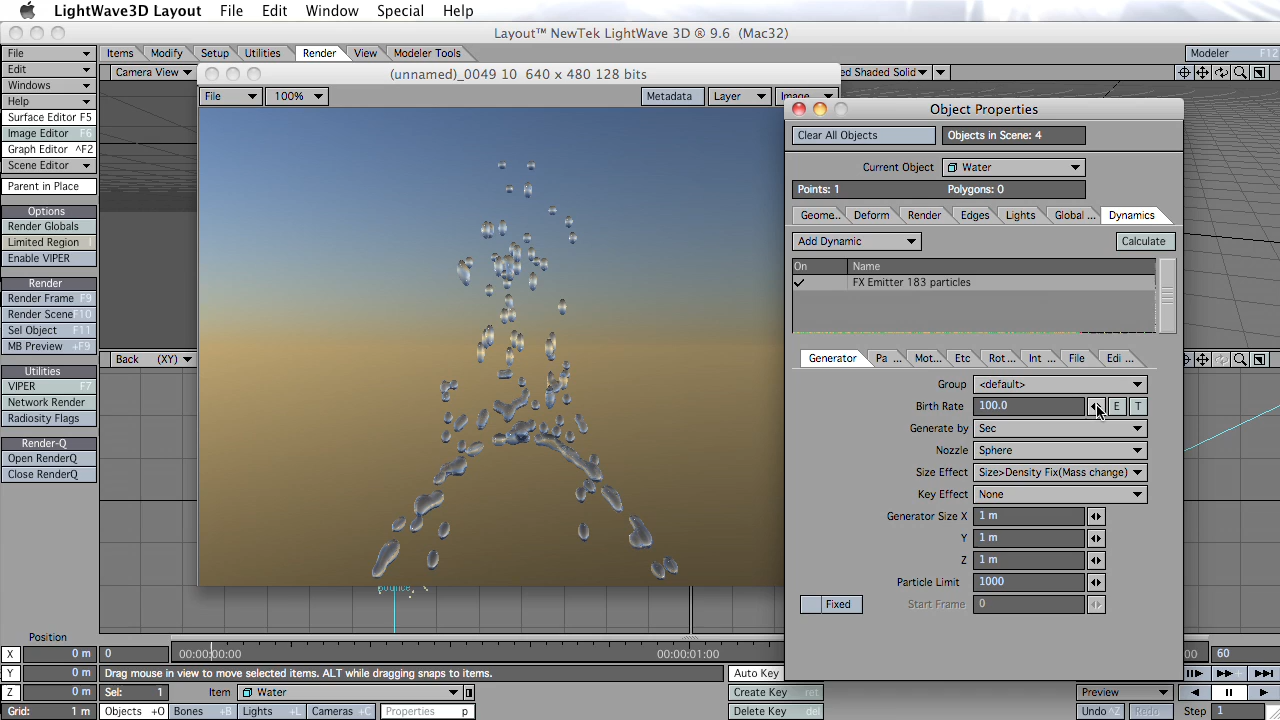 LightWave3D Layout File Edit Window Special Help
Layout™ NewTek LightWave 3D ® 9.6 (Mac32)
File
Edit
Windows
Help
Surface Editor F5
Image Editor F6
Graph Editor ^F2
Scene Editor
Parent in Place
Options
Render Globals
Limited Region l
Enable VIPER
Render
Render Frame F9
Render Scene F10
Sel Object F11
MB Preview +F9
Utilities
VIPER F7
Network Render
Radiosity Flags
Render-Q
Open RenderQ
Close RenderQ
Items Modify Setup Utilities Render View Modeler Tools
Modeler F12
Camera View
ed Shaded Solid
(unnamed)_0049 10 640 x 480 128 bits
File 100% Metadata Layer Image
Back (XY)
bounce
Object Properties
Clear All Objects Objects in Scene: 4
Current Object Water
Points: 1 Polygons: 0
Geome.. Deform Render Edges Lights Global ... Dynamics
Add Dynamic Calculate
On Name
FX Emitter 183 particles
Generator Pa ... Mot... Etc Rot ... Int ... File Edi ...
Group <default>
Birth Rate 100.0 E T
Generate by Sec
Nozzle Sphere
Size Effect Size>Density Fix(Mass change)
Key Effect None
Generator Size X 1 m
Y 1 m
Z 1 m
Particle Limit 1000
Fixed Start Frame 0
Position
X 0 m 0 00:00:00:00 00:00:01:00 00 60
Y 0 m Drag mouse in view to move selected items. ALT while dragging snaps to items. Auto Key
Z 0 m Sel: 1 Item Water Create Key ret Preview
Grid: 1 m Objects +O Bones +B Lights +L Cameras +C Properties p Delete Key Undo ^Z Redo Step 1